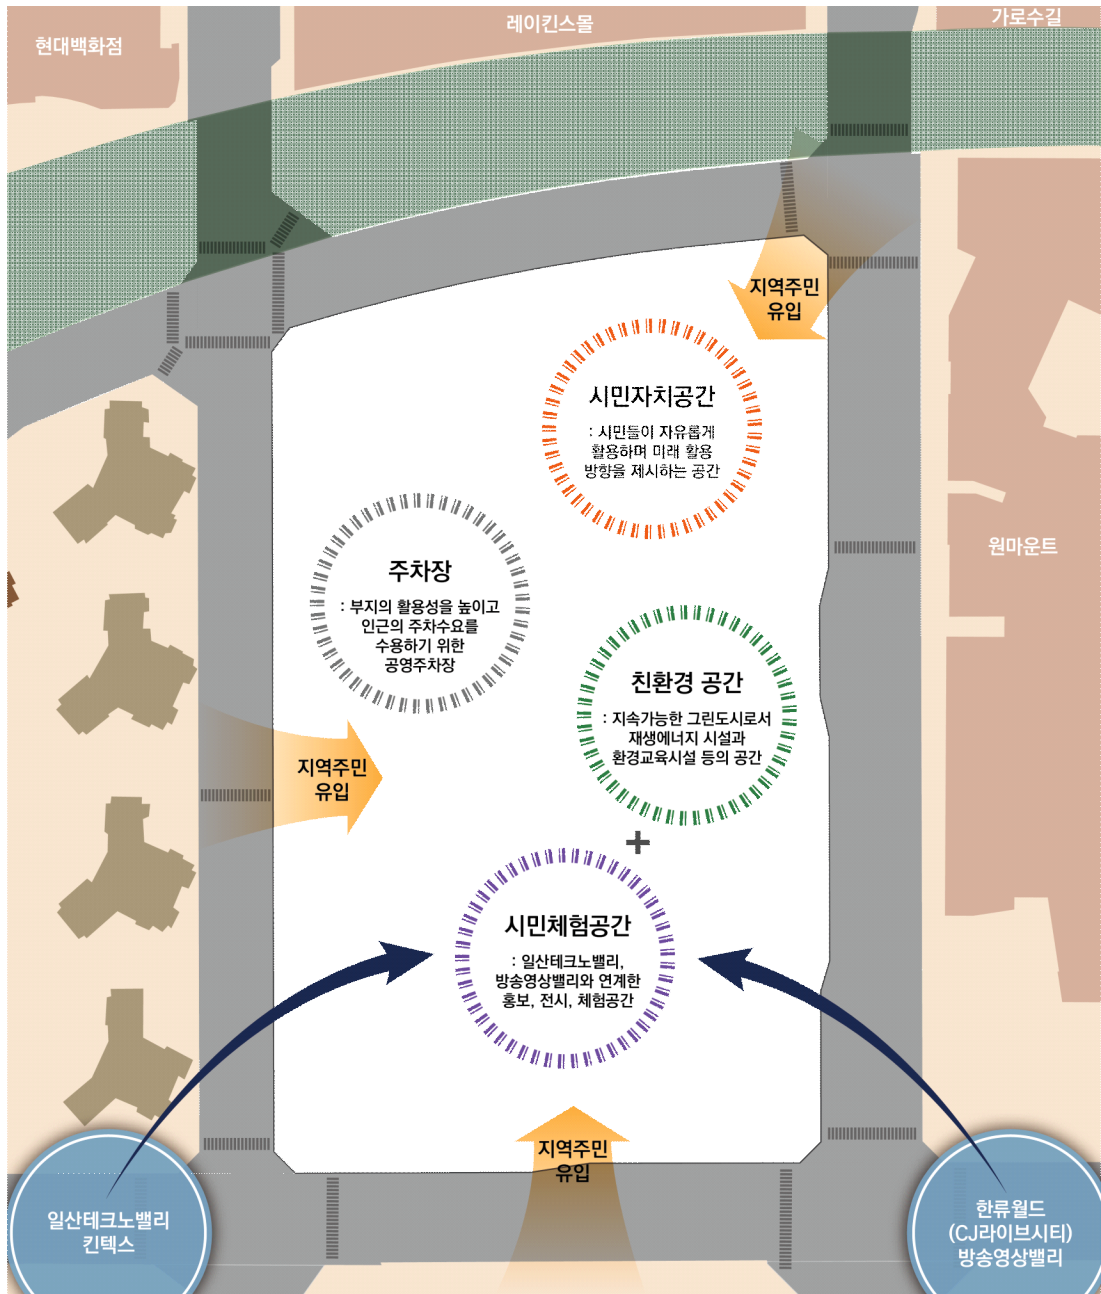 현대백화점
레이킨스몰
가로수길
지역주민
유입
시민자치공간
: 시민들이 자유롭게
활용하며 미래 활용
방향을 제시하는 공간
원마운트
주차장
: 부지의 활용성을 높이고
인근의 주차수요를
수용하기 위한
공영주차장
친환경 공간
: 지속가능한 그린도시로서
재생에너지 시설과
환경교육시설 등의 공간
지역주민
유입
+
시민체험공간
: 일산테크노밸리,
방송영상밸리와 연계한
홍보, 전시, 체험공간
지역주민
유입
일산테크노밸리
킨텍스
한류월드
(CJ라이브시티)
방송영상밸리